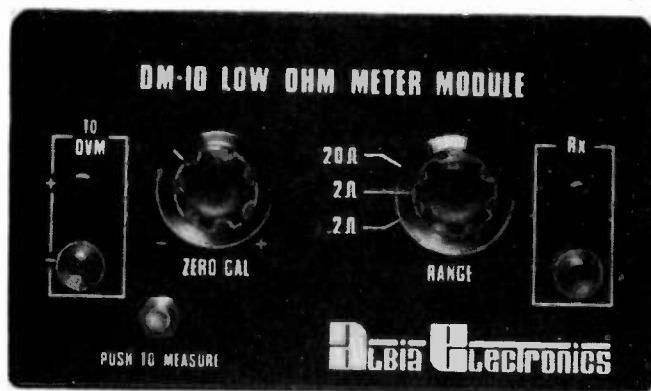 DM-10 LOW OHM METER MODULE
TO
DVM
+
-
- +
ZERO CAL
PUSH TO MEASURE
20Ω
2Ω
.2Ω
RANGE
Rx
ALBiA ELECTRONiCS